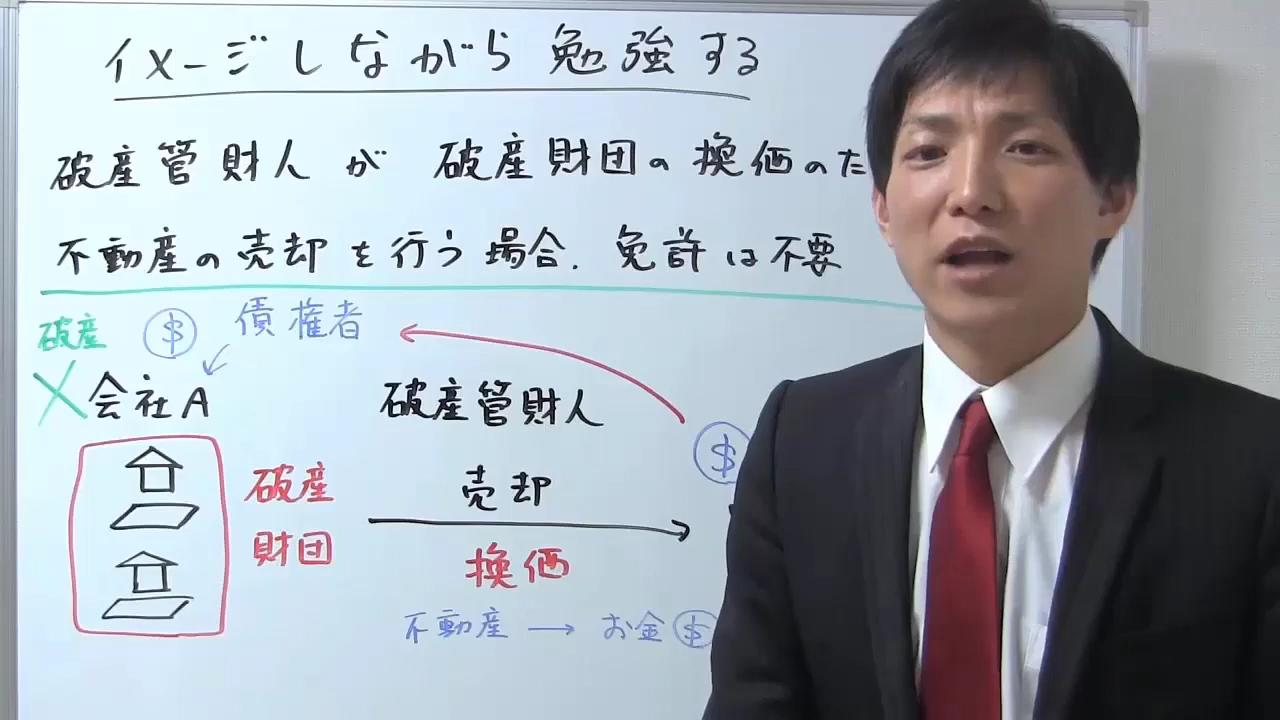 イメージしながら勉強する
破産管財人が 破産財団の換価のた
不動産の売却を行う場合、免許は不要
破産 $ 債権者
会社A 破産管財人
$
破産 売却
財団 換価
不動産 → お金 $